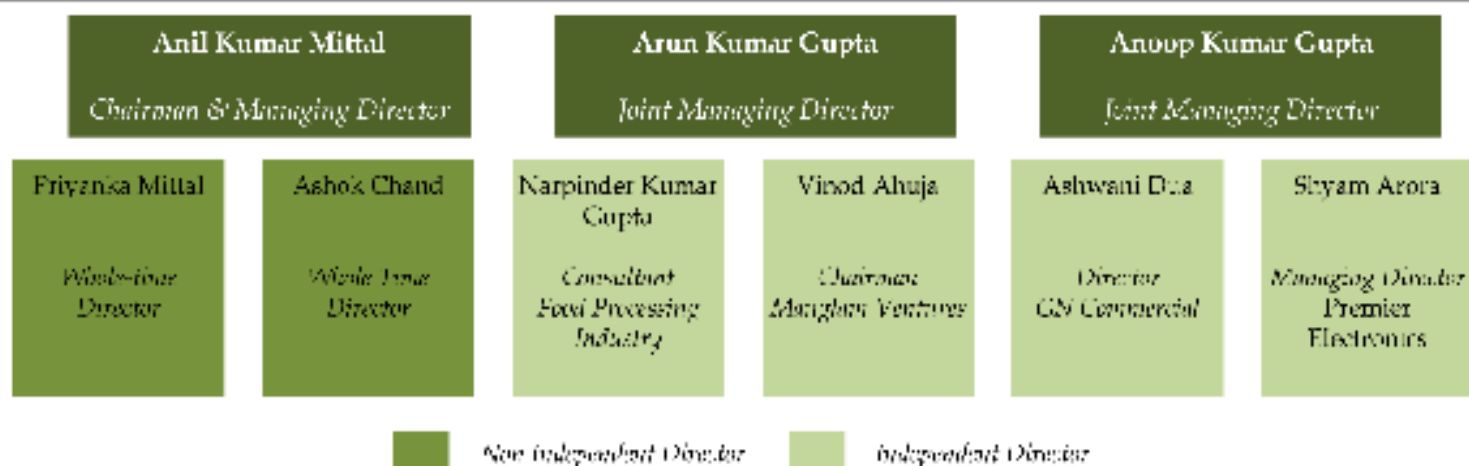 Anil Kumar Mittal
Chairman & Managing Director
Arun Kumar Gupta
Joint Managing Director
Anoop Kumar Gupta
Joint Managing Director
Priyanka Mittal
Whole-time
Director
Ashok Chand
Whole Time
Director
Narpinder Kumar
Gupta
Consultant
Food Processing
Industry
Vinod Ahuja
Chairman
Manglam Ventures
Ashwani Dua
Director
GN Commercial
Shyam Arora
Managing Director
Premier
Electronics
Non Independent Director
Independent Director